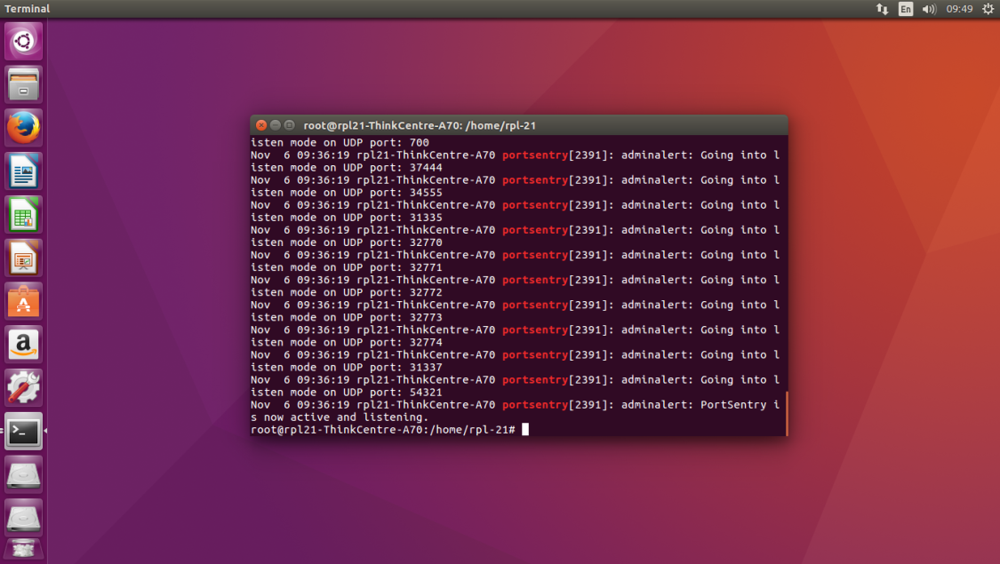 Terminal
En
09:49
root@rpl21-ThinkCentre-A70: /home/rpl-21
isten mode on UDP port: 700
Nov  6 09:36:19 rpl21-ThinkCentre-A70 portsentry[2391]: adminalert: Going into l
isten mode on UDP port: 37444
Nov  6 09:36:19 rpl21-ThinkCentre-A70 portsentry[2391]: adminalert: Going into l
isten mode on UDP port: 34555
Nov  6 09:36:19 rpl21-ThinkCentre-A70 portsentry[2391]: adminalert: Going into l
isten mode on UDP port: 31335
Nov  6 09:36:19 rpl21-ThinkCentre-A70 portsentry[2391]: adminalert: Going into l
isten mode on UDP port: 32770
Nov  6 09:36:19 rpl21-ThinkCentre-A70 portsentry[2391]: adminalert: Going into l
isten mode on UDP port: 32771
Nov  6 09:36:19 rpl21-ThinkCentre-A70 portsentry[2391]: adminalert: Going into l
isten mode on UDP port: 32772
Nov  6 09:36:19 rpl21-ThinkCentre-A70 portsentry[2391]: adminalert: Going into l
isten mode on UDP port: 32773
Nov  6 09:36:19 rpl21-ThinkCentre-A70 portsentry[2391]: adminalert: Going into l
isten mode on UDP port: 32774
Nov  6 09:36:19 rpl21-ThinkCentre-A70 portsentry[2391]: adminalert: Going into l
isten mode on UDP port: 31337
Nov  6 09:36:19 rpl21-ThinkCentre-A70 portsentry[2391]: adminalert: Going into l
isten mode on UDP port: 54321
Nov  6 09:36:19 rpl21-ThinkCentre-A70 portsentry[2391]: adminalert: PortSentry i
s now active and listening.
root@rpl21-ThinkCentre-A70:/home/rpl-21#